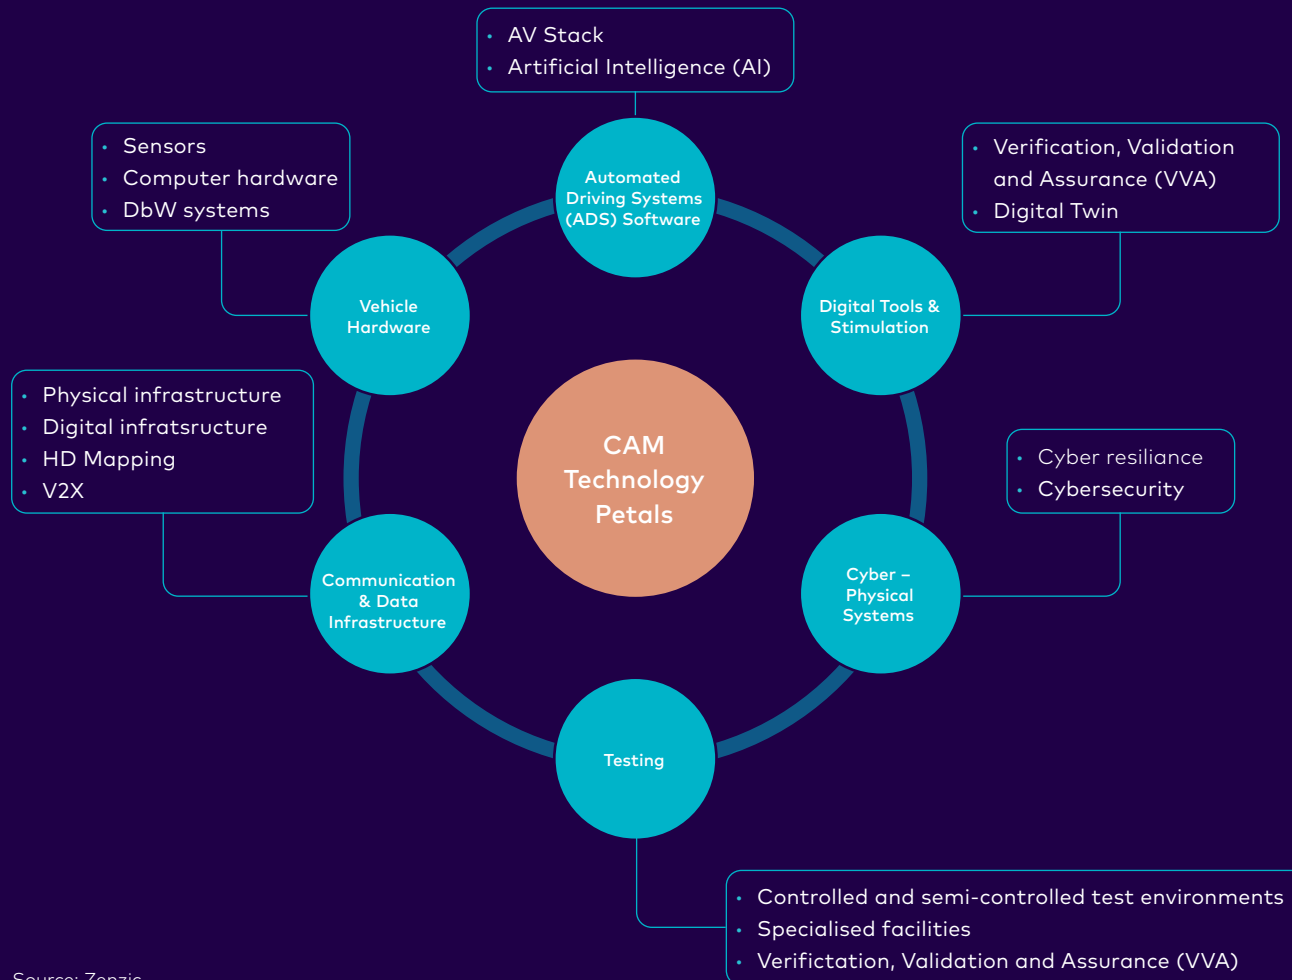 • AV Stack
• Artificial Intelligence (AI)
• Sensors
• Computer hardware
• DbW systems
• Verification, Validation
and Assurance (VVA)
• Digital Twin
Automated
Driving Systems
(ADS) Software
Vehicle
Hardware
Digital Tools &
Stimulation
• Physical infrastructure
• Digital infratsructure
• HD Mapping
• V2X
CAM
Technology
Petals
• Cyber resiliance
• Cybersecurity
Communication
& Data
Infrastructure
Cyber –
Physical
Systems
Testing
• Controlled and semi-controlled test environments
• Specialised facilities
• Verifictation, Validation and Assurance (VVA)
Source: Zenzic